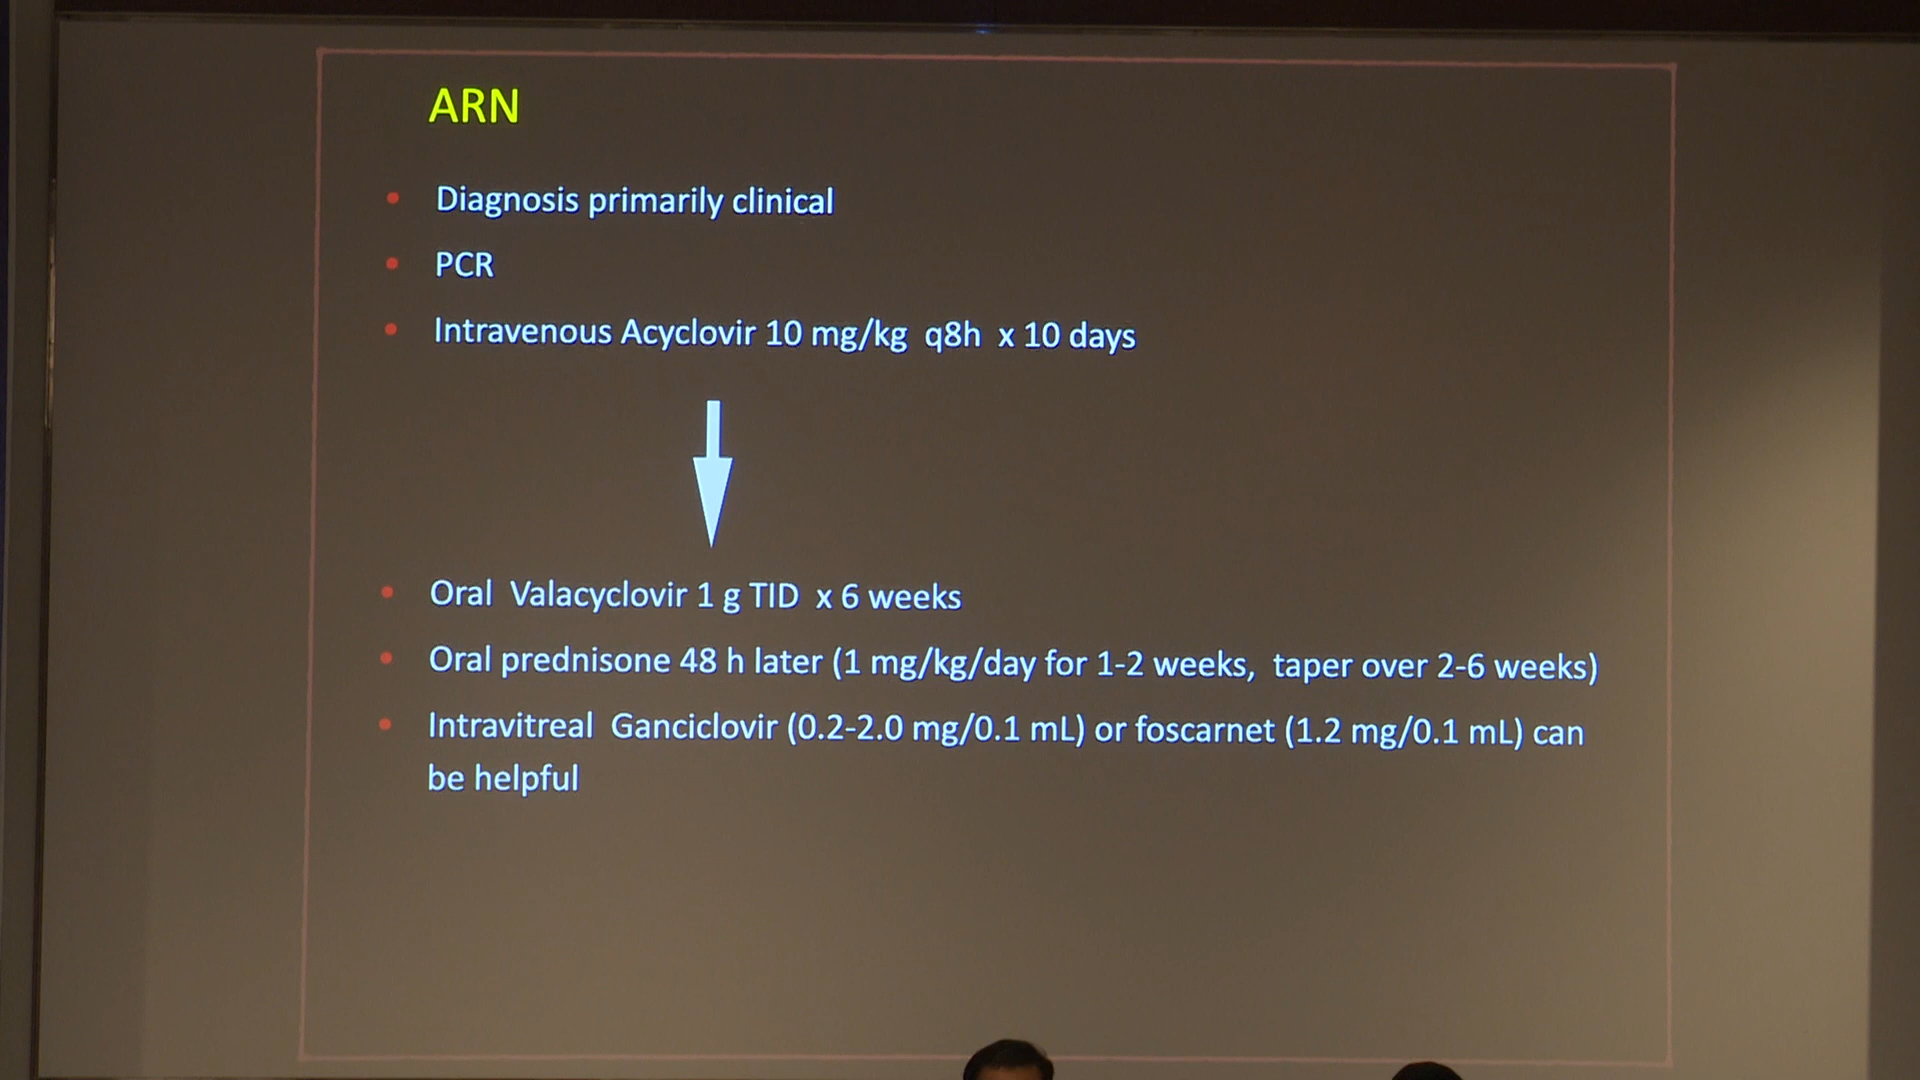 ARN
• Diagnosis primarily clinical
• PCR
• Intravenous Acyclovir 10 mg/kg q8h x 10 days
• Oral Valacyclovir 1 g TID x 6 weeks
• Oral prednisone 48 h later (1 mg/kg/day for 1-2 weeks, taper over 2-6 weeks)
• Intravitreal Ganciclovir (0.2-2.0 mg/0.1 mL) or foscarnet (1.2 mg/0.1 mL) can
be helpful